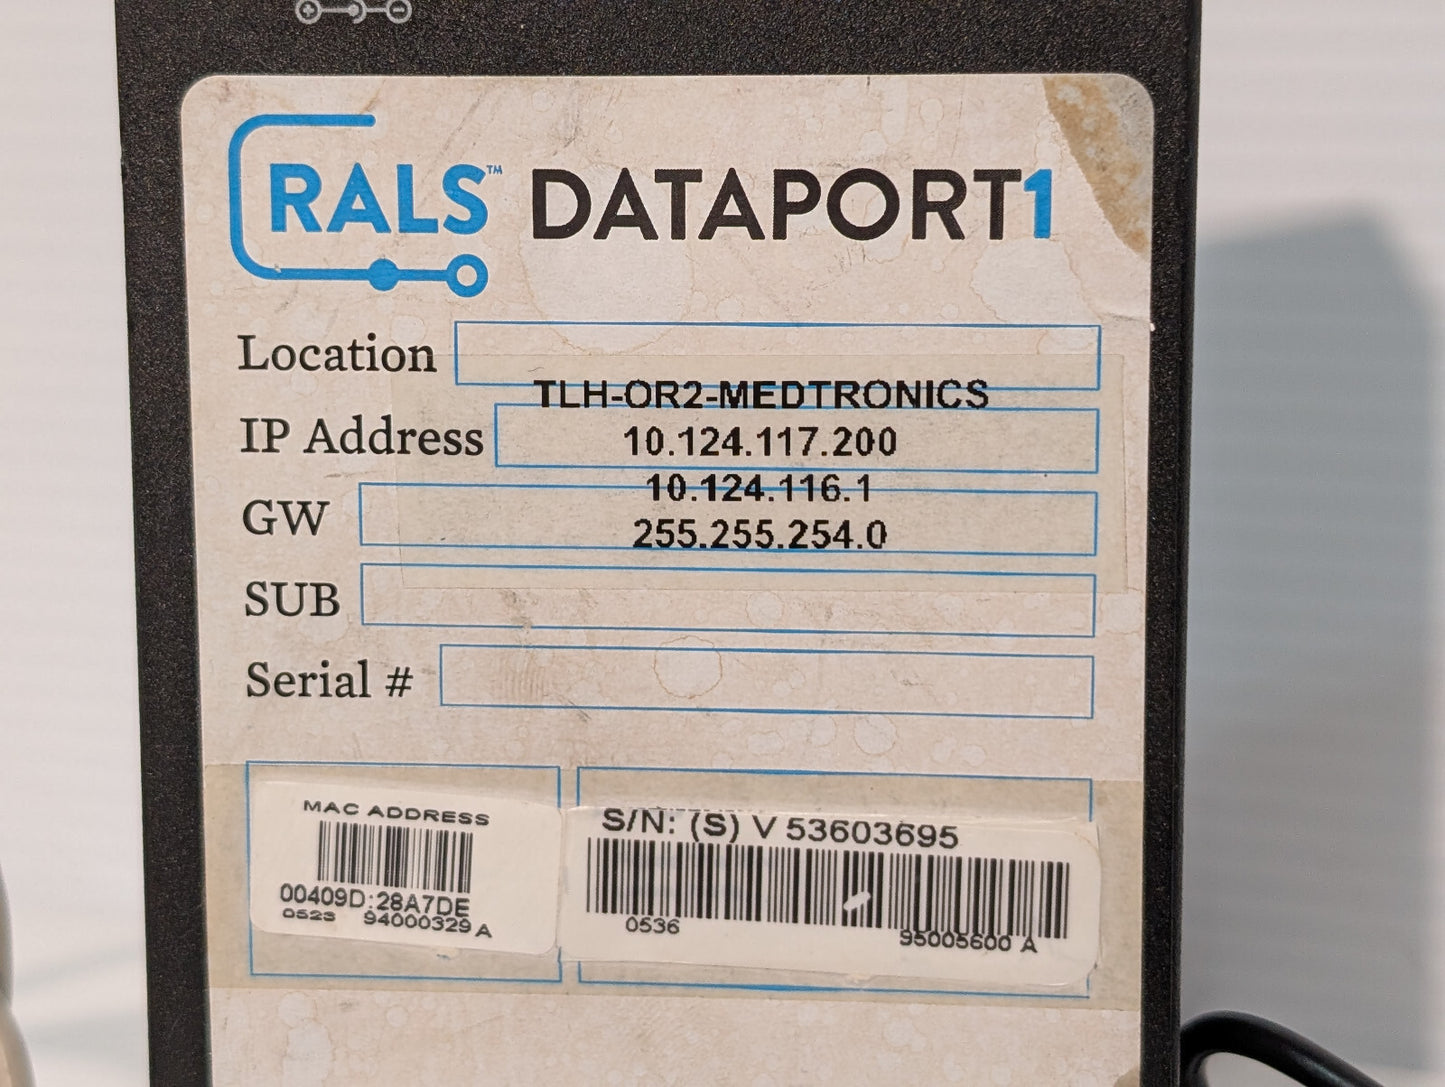 RALS™ DATAPORT1
Location
TLH-OR2-MEDTRONICS
IP Address 10.124.117.200
10.124.116.1
GW
255.255.254.0
SUB
Serial #
MAC ADDRESS
00409D:28A7DE
0523 94000329 A
S/N: (S) V 53603695
0536 95005600 A